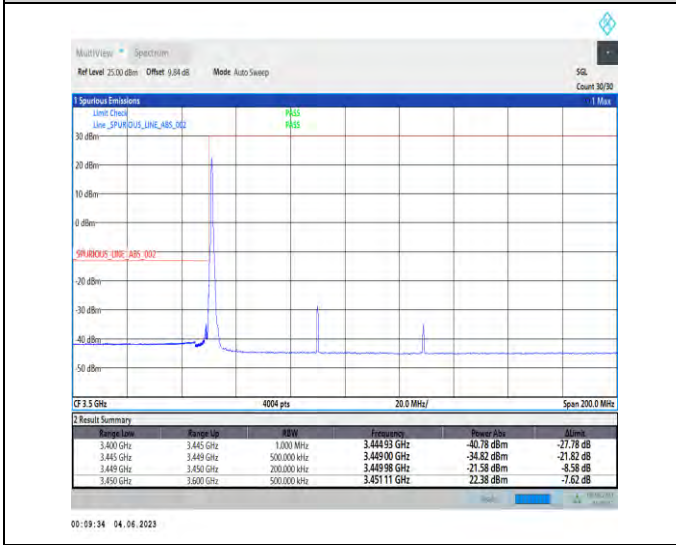 MultiView Spectrum
Ref Level 25.00 dBm Offset 9.84 dB Mode Auto Sweep SGL
Count 30/30
1 Spurious Emissions 1 Max
Limit Check PASS
Line _SPURIOUS_LINE_ABS_002 PASS
30 dBm
20 dBm
10 dBm
0 dBm
_SPURIOUS_LINE_ABS_002
-20 dBm
-30 dBm
-40 dBm
-50 dBm
CF 3.5 GHz 4004 pts 20.0 MHz/ Span 200.0 MHz
2 Result Summary
Range Low Range Up RBW Frequency Power Abs ΔLimit
3.400 GHz 3.445 GHz 1.000 MHz 3.444 93 GHz -40.78 dBm -27.78 dB
3.445 GHz 3.449 GHz 500.000 kHz 3.449 00 GHz -34.82 dBm -21.82 dB
3.449 GHz 3.450 GHz 200.000 kHz 3.449 98 GHz -21.58 dBm -8.58 dB
3.450 GHz 3.600 GHz 500.000 kHz 3.451 11 GHz 22.38 dBm -7.62 dB
00:09:34 04.06.2023